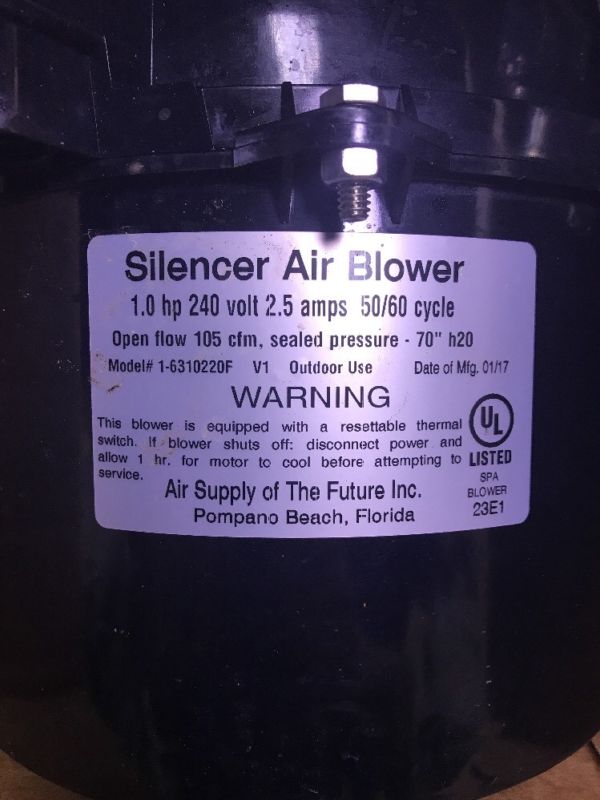 Silencer Air Blower
1.0 hp 240 volt 2.5 amps 50/60 cycle
Open flow 105 cfm, sealed pressure - 70" h20
Model# 1-6310220F V1 Outdoor Use Date of Mfg. 01/17
WARNING
This blower is equipped with a resettable thermal
switch. If blower shuts off: disconnect power and
allow 1 hr. for motor to cool before attempting to
service.
Air Supply of The Future Inc.
Pompano Beach, Florida
UL
LISTED
SPA
BLOWER
23E1